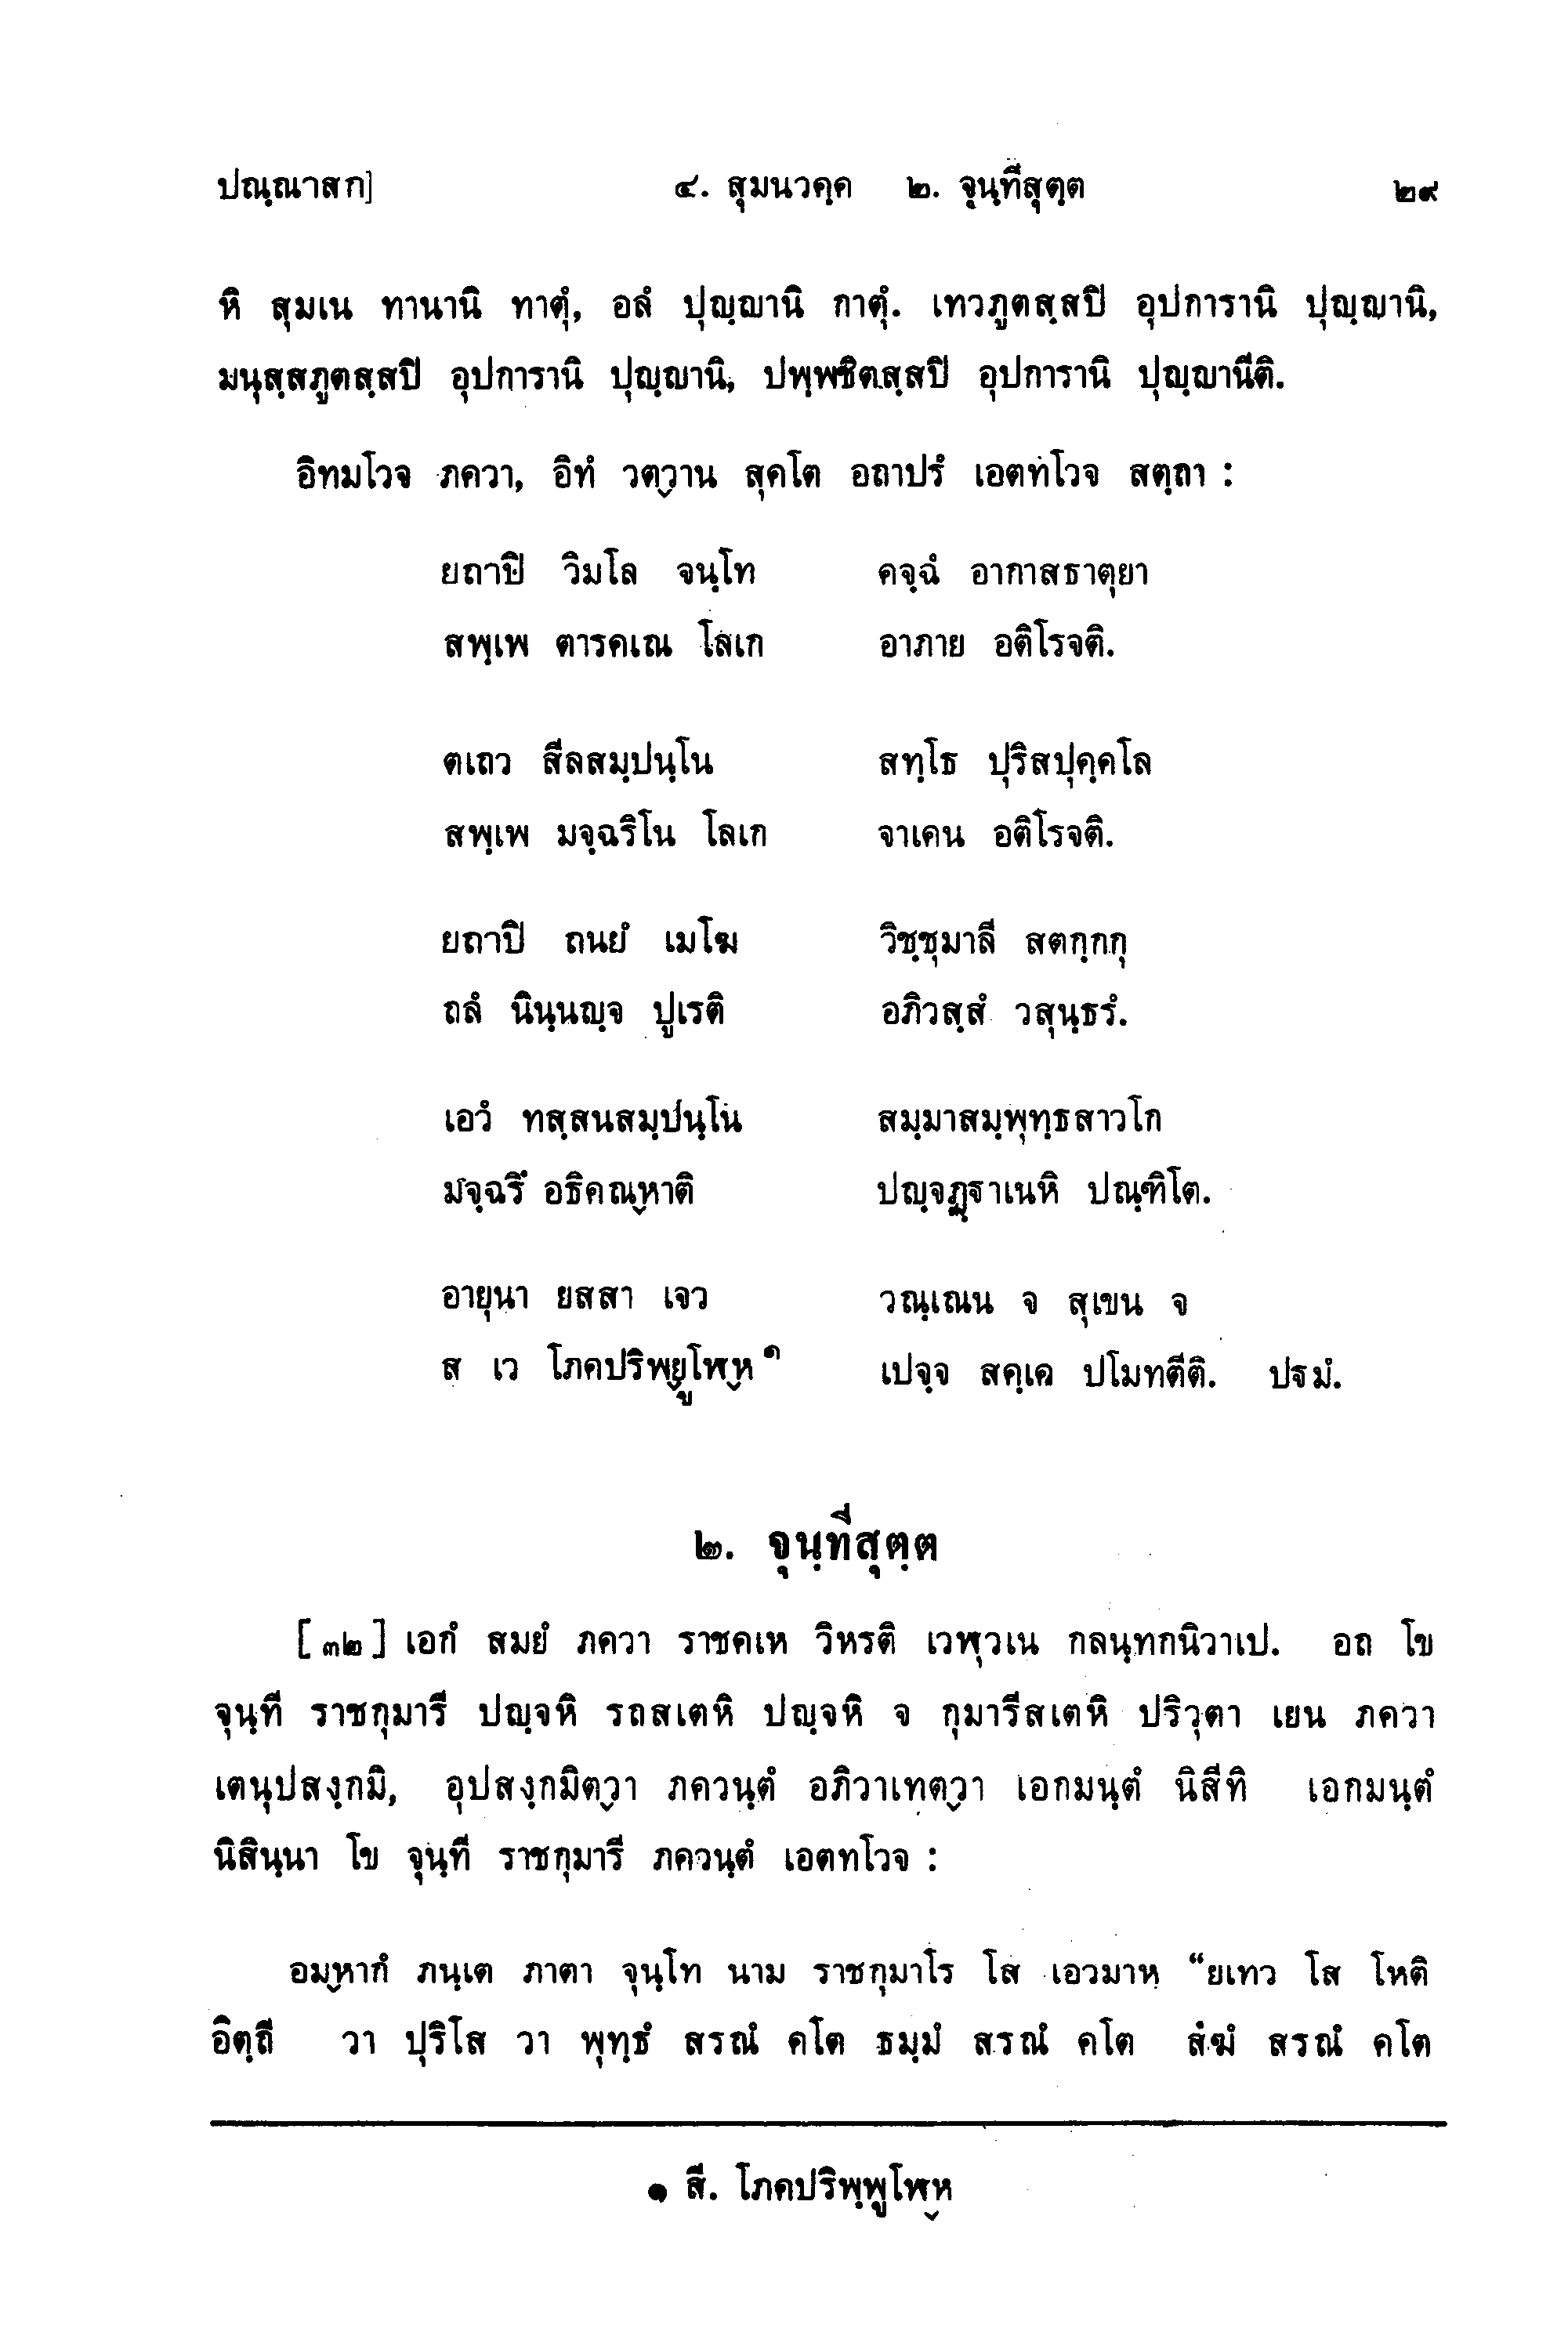 ปณฺณาสก] ๔. สุมนวคฺค ๒. จุนฺทีสุตฺต ๒๙
หิ สุมเน ทานานิ ทาตุํ, อลํ ปุญฺญานิ กาตุํ. เทวภูตสฺสปิ อุปการานิ ปุญฺญานิ,
มนุสฺสภูตสฺสปิ อุปการานิ ปุญฺญานิ, ปพฺพชิตสฺสปิ อุปการานิ ปุญฺญานีติ.
อิทมโวจ ภควา, อิทํ วตฺวาน สุคโต อถาปรํ เอตทโวจ สตฺถา :
ยถาปิ วิมโล จนฺโท คจฺฉํ อากาสธาตุยา
สพฺเพ ตารคเณ โลเก อาภาย อติโรจติ.
ตเถว สีลสมฺปนฺโน สทฺโธ ปุริสปุคฺคโล
สพฺเพ มจฺฉริโน โลเก จาเคน อติโรจติ.
ยถาปิ ถนยํ เมโฆ วิชฺชุมาลี สตกฺกกุ
ถลํ นินฺนญฺจ ปูเรติ อภิวสฺสํ วสุนฺธรํ.
เอวํ ทสฺสนสมฺปนฺโน สมฺมาสมฺพุทฺธสาวโก
มจฺฉรึ อธิคณฺหาติ ปญฺจฏฺฐาเนหิ ปณฺฑิโต.
อายุนา ยสสา เจว วณฺเณน จ สุเขน จ
ส เว โภคปริพฺยูโฬฺห ๑ เปจฺจ สคฺเค ปโมทตีติ. ปฐมํ.
๒. จุนฺทีสุตฺต
[๓๒] เอกํ สมยํ ภควา ราชคเห วิหรติ เวฬุวเน กลนฺทกนิวาเป. อถ โข
จุนฺที ราชกุมารี ปญฺจหิ รถสเตหิ ปญฺจหิ จ กุมารีสเตหิ ปริวุตา เยน ภควา
เตนุปสงฺกมิ, อุปสงฺกมิตฺวา ภควนฺตํ อภิวาเทตฺวา เอกมนฺตํ นิสีทิ เอกมนฺตํ
นิสินฺนา โข จุนฺที ราชกุมารี ภควนฺตํ เอตทโวจ :
อมฺหากํ ภนฺเต ภาตา จุนฺโท นาม ราชกุมาโร โส เอวมาห “ยเทว โส โหติ
อิตฺถี วา ปุริโส วา พุทฺธํ สรณํ คโต ธมฺมํ สรณํ คโต สํฆํ สรณํ คโต
๑ สี. โภคปริพฺพูโฬฺห